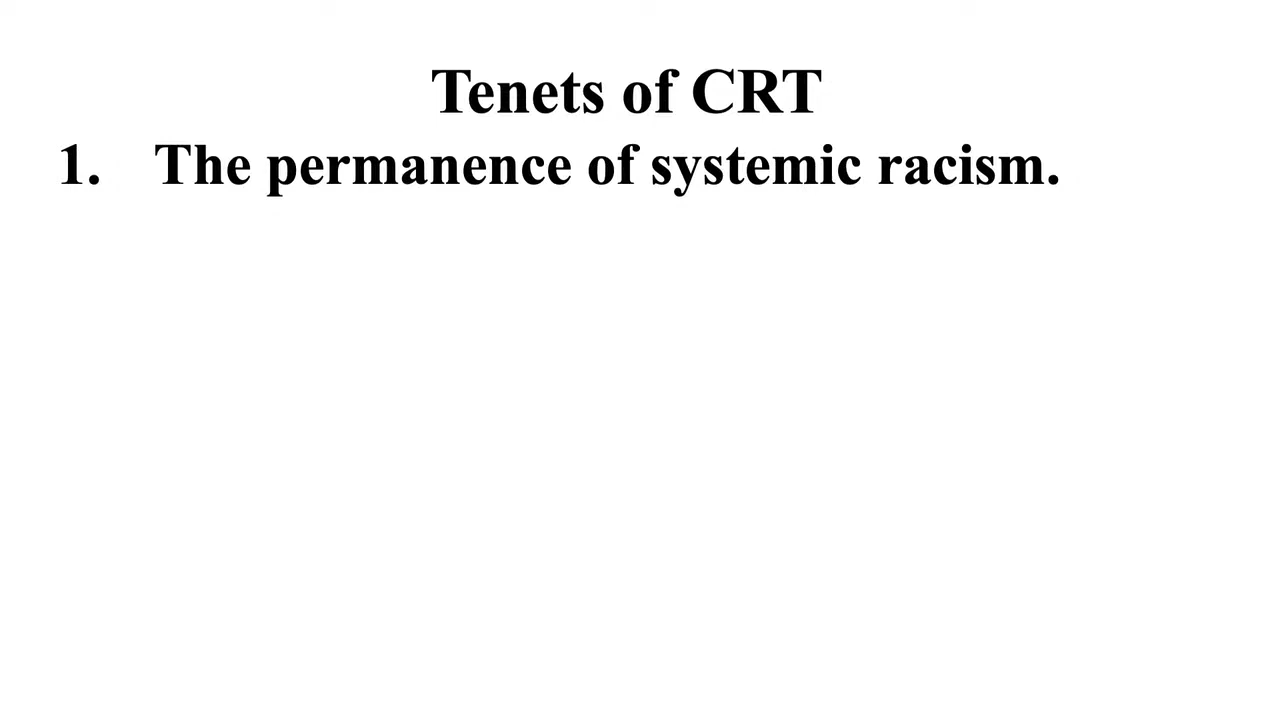 Tenets of CRT
1. The permanence of systemic racism.